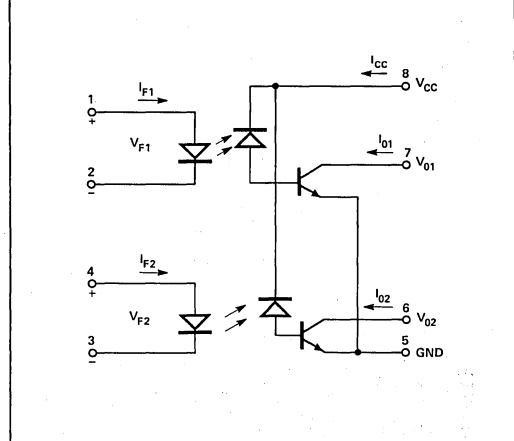 I_CC
8 V_CC
I_F1
1
+
V_F1
I_01
7 V_01
2
−
I_F2
4
+
V_F2
I_02
6 V_02
3
−
5 GND